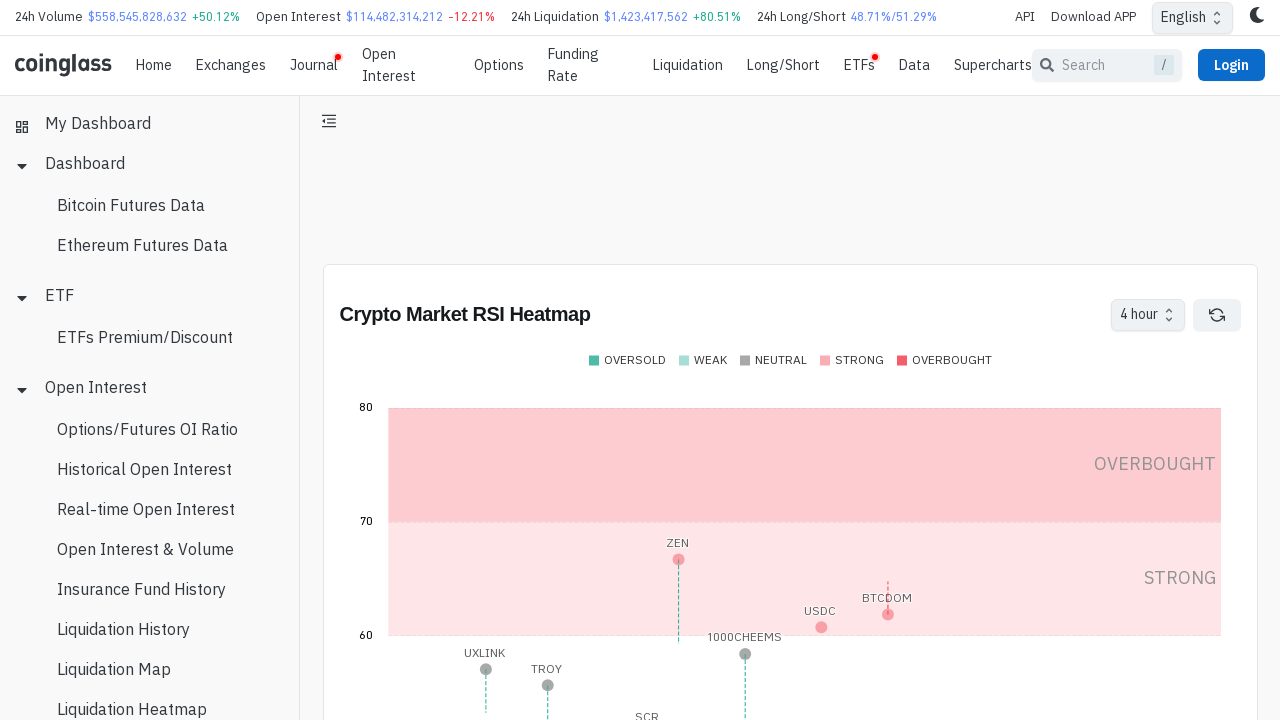 24h Volume $558,545,828,632 +50.12% Open Interest $114,482,314,212 -12.21% 24h Liquidation $1,423,417,562 +80.51% 24h Long/Short 48.71%/51.29% API Download APP English
coinglass Home Exchanges Journal Open Interest Options Funding Rate Liquidation Long/Short ETFs Data Supercharts Search / Login
My Dashboard
Dashboard
Bitcoin Futures Data
Ethereum Futures Data
ETF
ETFs Premium/Discount
Open Interest
Options/Futures OI Ratio
Historical Open Interest
Real-time Open Interest
Open Interest & Volume
Insurance Fund History
Liquidation History
Liquidation Map
Liquidation Heatmap
Crypto Market RSI Heatmap 4 hour
OVERSOLD WEAK NEUTRAL STRONG OVERBOUGHT
80
OVERBOUGHT
70
ZEN
STRONG
BTCDOM
USDC
60
1000CHEEMS
UXLINK
TROY
SCR